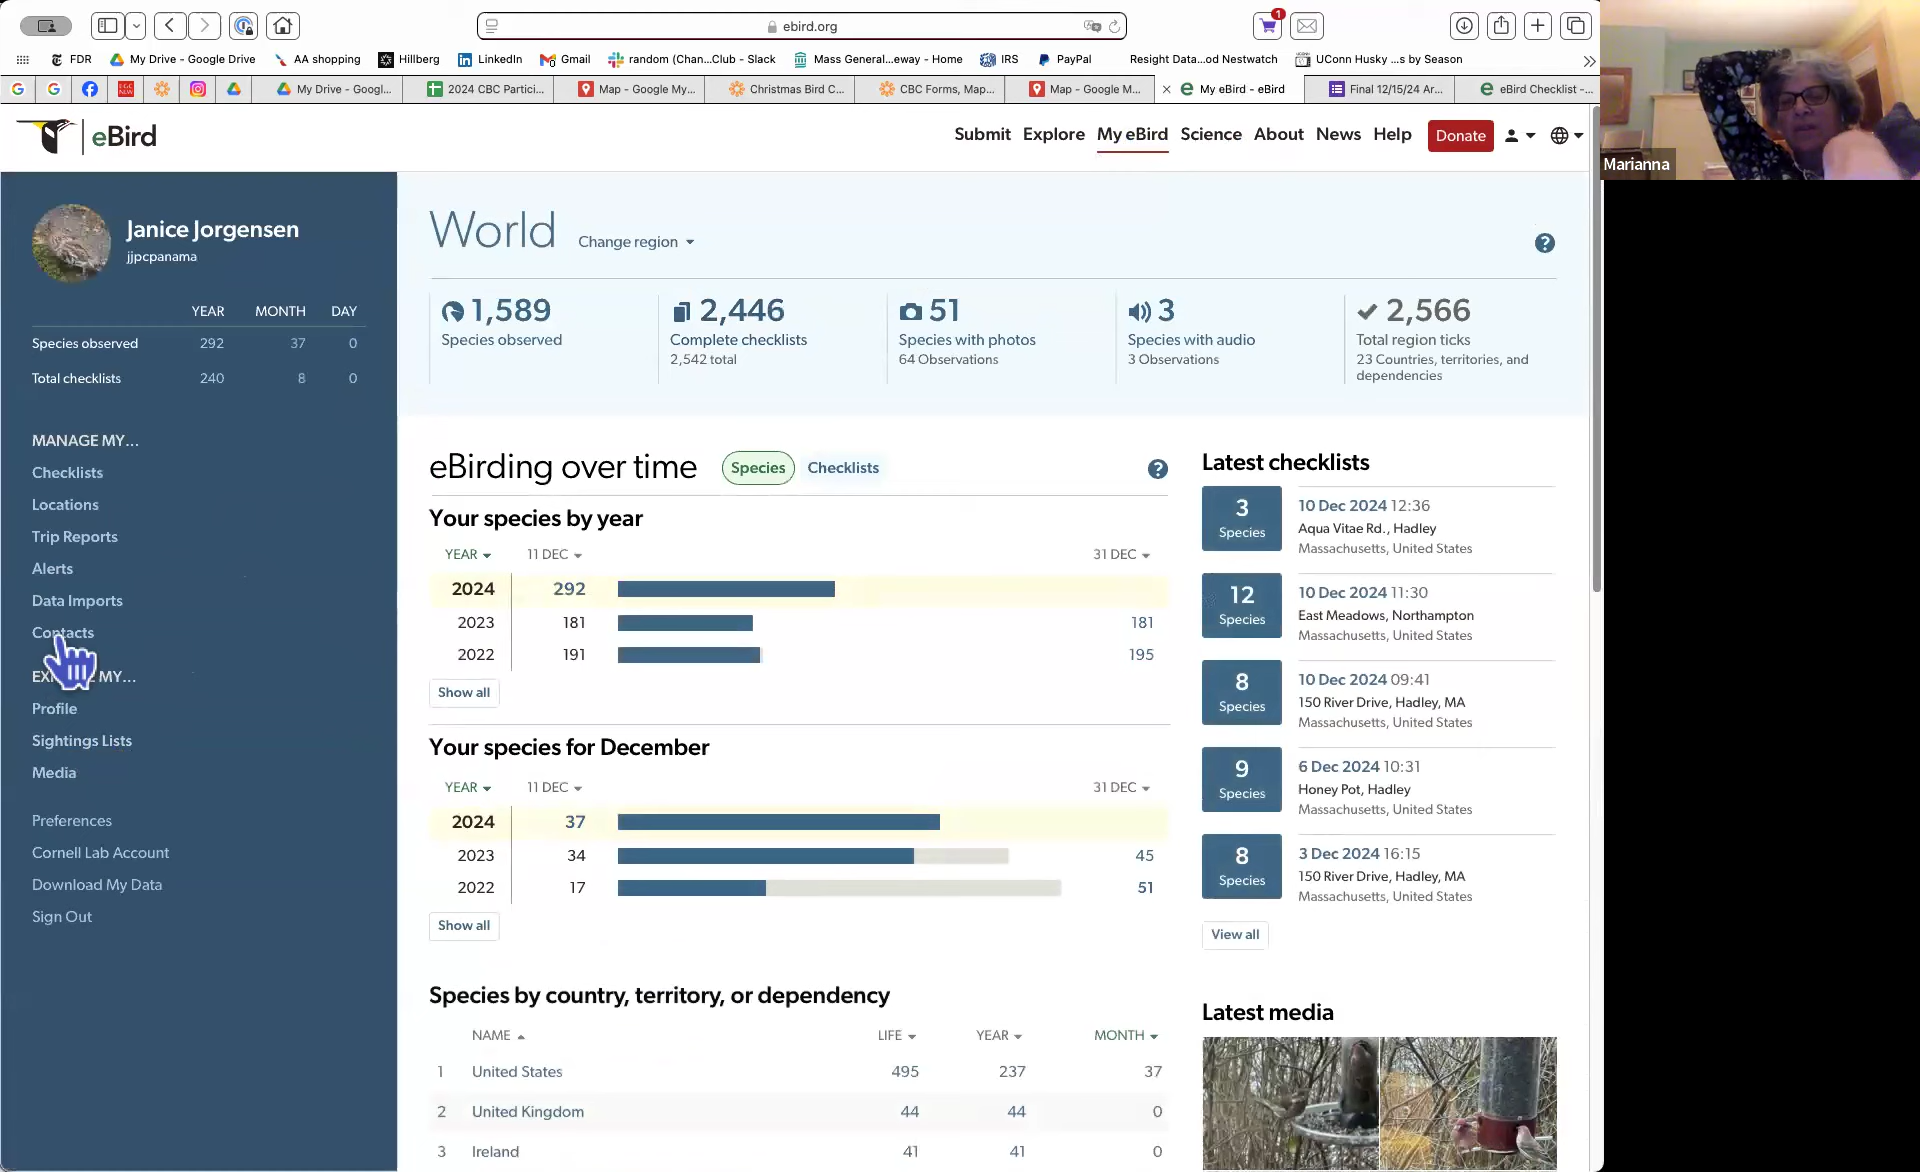 ebird.org
1
FDR
My Drive - Google Drive
AA shopping
Hillberg
LinkedIn
Gmail
random (Chan...Club - Slack
Mass General...eway - Home
IRS
PayPal
Resight Data...od Nestwatch
UConn Husky ...s by Season
My Drive - Googl...
2024 CBC Partici...
Map - Google My...
Christmas Bird C...
CBC Forms, Map...
Map - Google M...
My eBird - eBird
Final 12/15/24 Ar...
eBird Checklist -...
Marianna
eBird
Submit Explore My eBird Science About News Help Donate
Janice Jorgensen
jjpcpanama
YEAR MONTH DAY
Species observed 292 37 0
Total checklists 240 8 0
MANAGE MY...
Checklists
Locations
Trip Reports
Alerts
Data Imports
Contacts
MY...
Profile
Sightings Lists
Media
Preferences
Cornell Lab Account
Download My Data
Sign Out
World
Change region
1,589
Species observed
2,446
Complete checklists
2,542 total
51
Species with photos
64 Observations
3
Species with audio
3 Observations
2,566
Total region ticks
23 Countries, territories, and
dependencies
eBirding over time
Species Checklists
Your species by year
YEAR 11 DEC 31 DEC
2024 292
2023 181 181
2022 191 195
Show all
Your species for December
YEAR 11 DEC 31 DEC
2024 37
2023 34 45
2022 17 51
Show all
Species by country, territory, or dependency
NAME LIFE YEAR MONTH
1 United States 495 237 37
2 United Kingdom 44 44 0
3 Ireland 41 41 0
Latest checklists
3
Species
10 Dec 2024 12:36
Aqua Vitae Rd., Hadley
Massachusetts, United States
12
Species
10 Dec 2024 11:30
East Meadows, Northampton
Massachusetts, United States
8
Species
10 Dec 2024 09:41
150 River Drive, Hadley, MA
Massachusetts, United States
9
Species
6 Dec 2024 10:31
Honey Pot, Hadley
Massachusetts, United States
8
Species
3 Dec 2024 16:15
150 River Drive, Hadley, MA
Massachusetts, United States
View all
Latest media